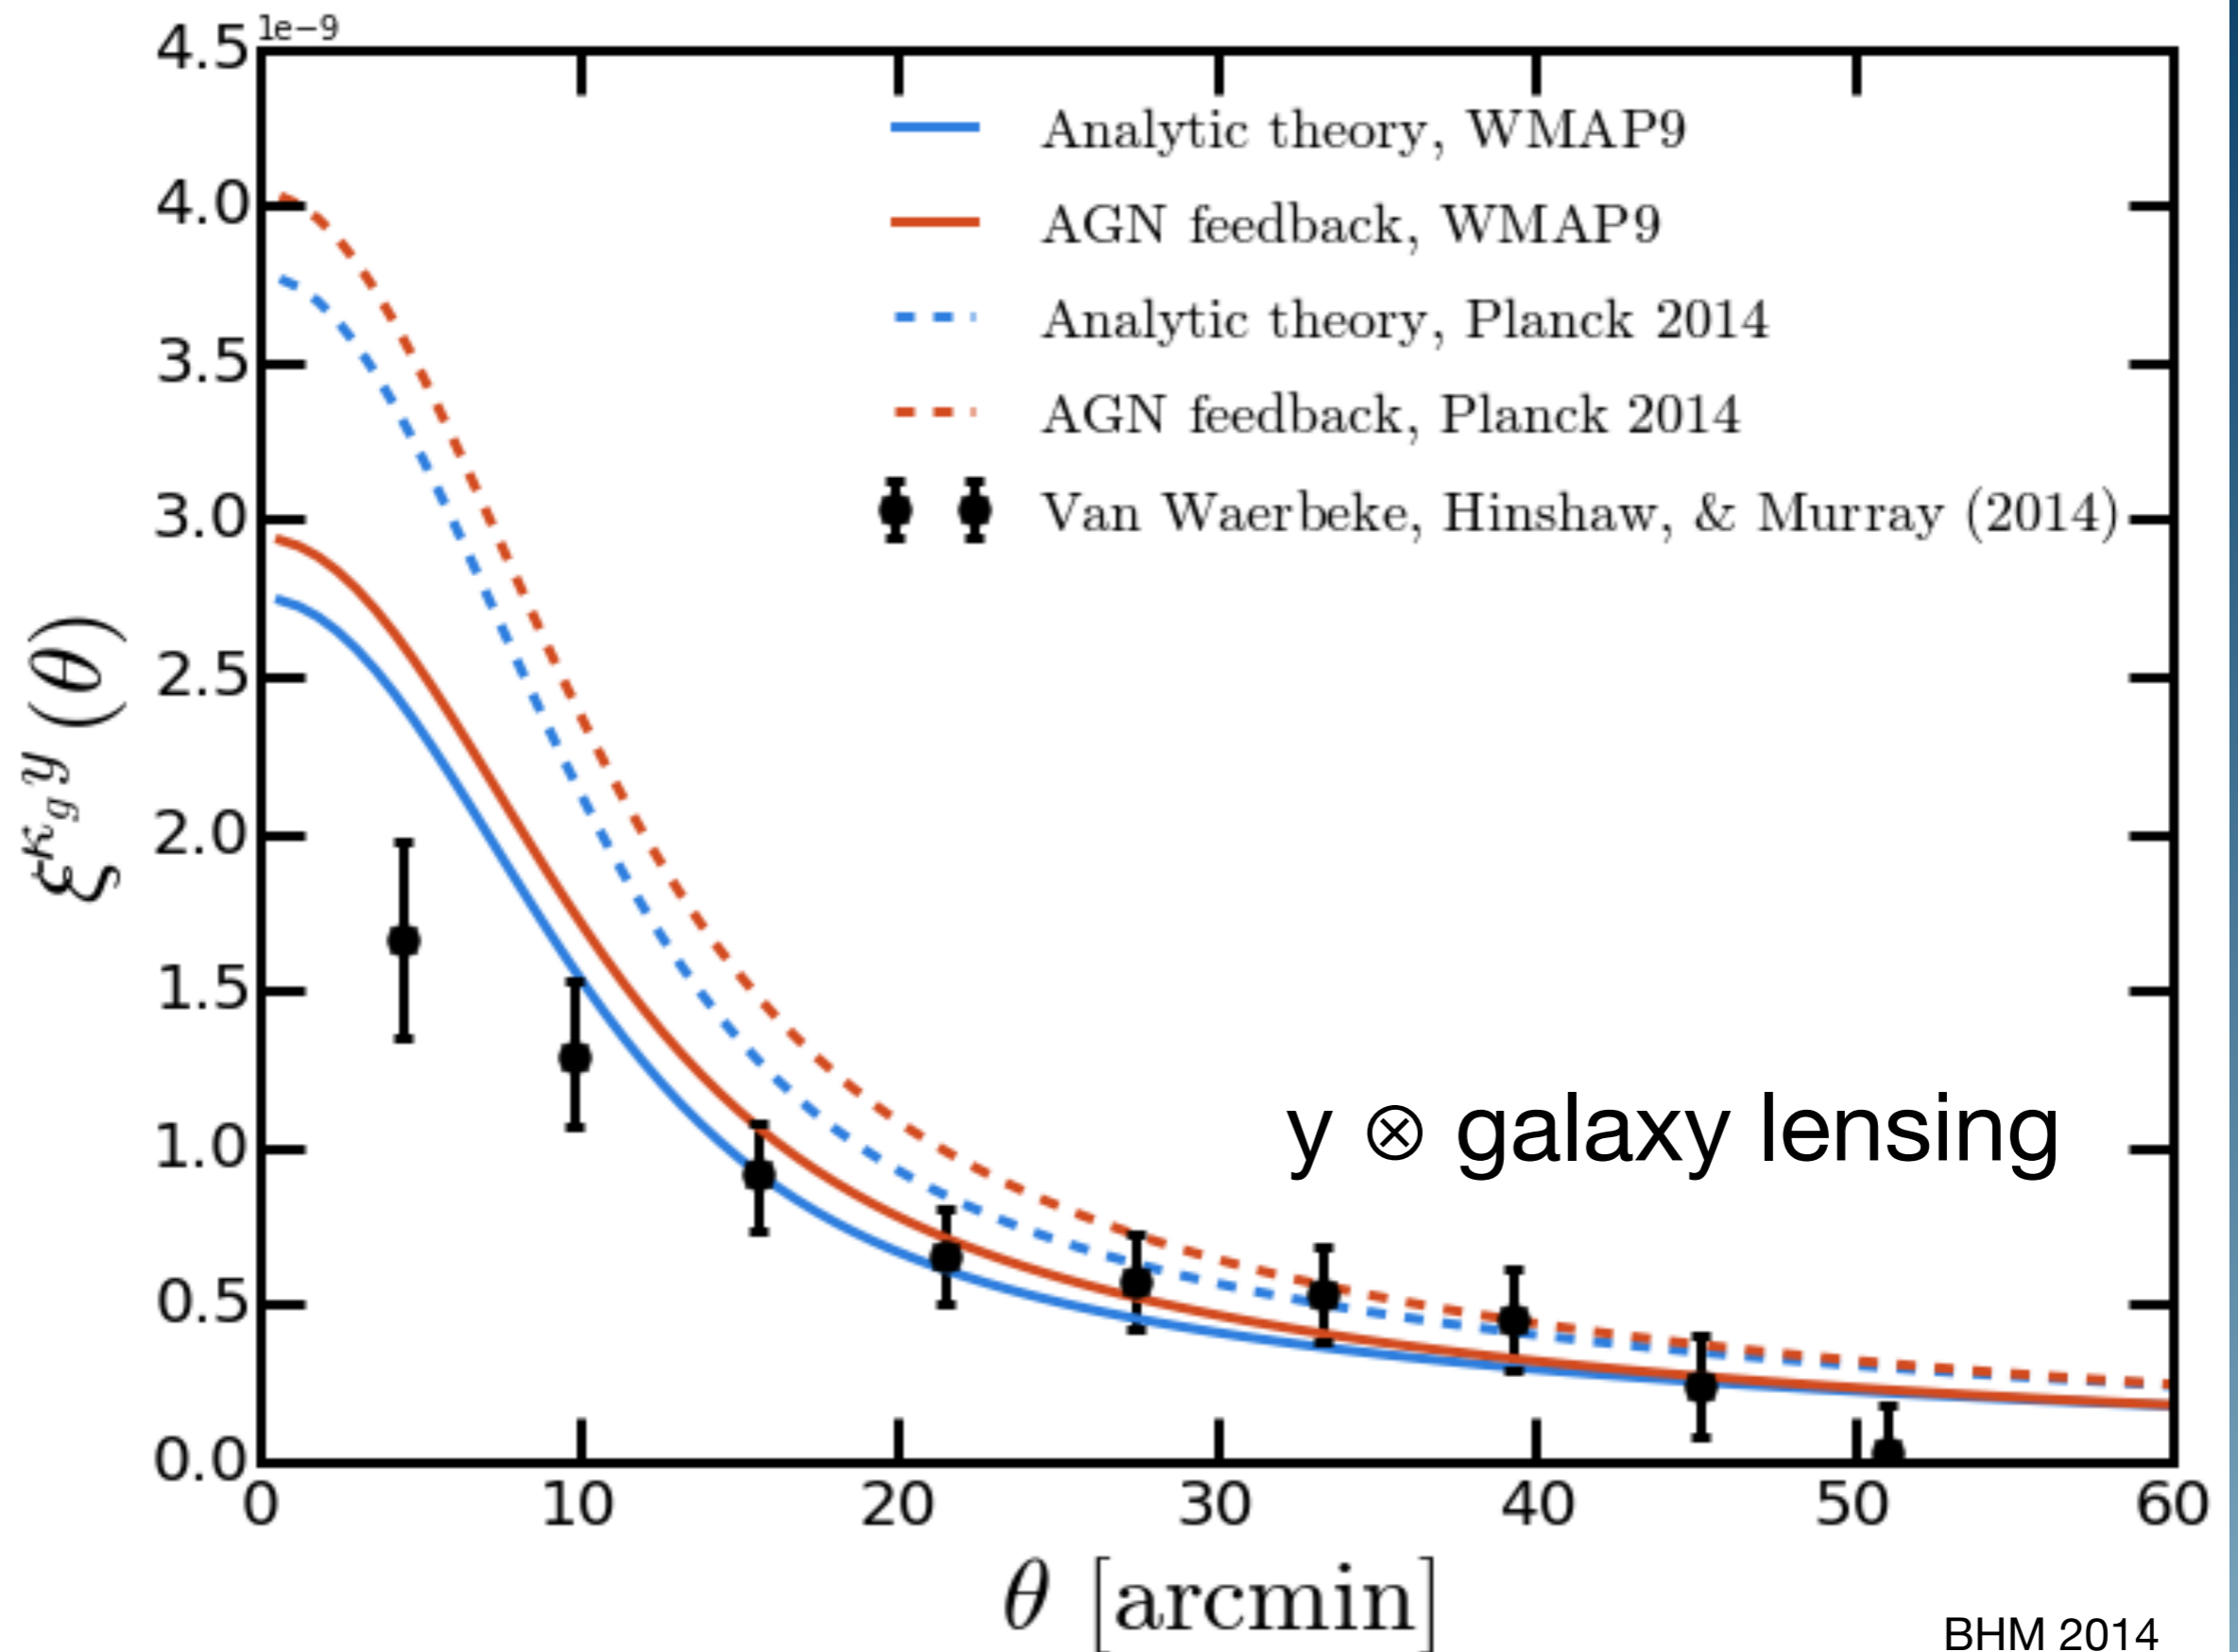 1e−9
4.5
4.0
3.5
3.0
2.5
2.0
1.5
1.0
0.5
0.0
ξ^{κ_g y}(θ)
Analytic theory, WMAP9
AGN feedback, WMAP9
Analytic theory, Planck 2014
AGN feedback, Planck 2014
Van Waerbeke, Hinshaw, & Murray (2014)
y ⊗ galaxy lensing
0 10 20 30 40 50 60
θ [arcmin]
BHM 2014